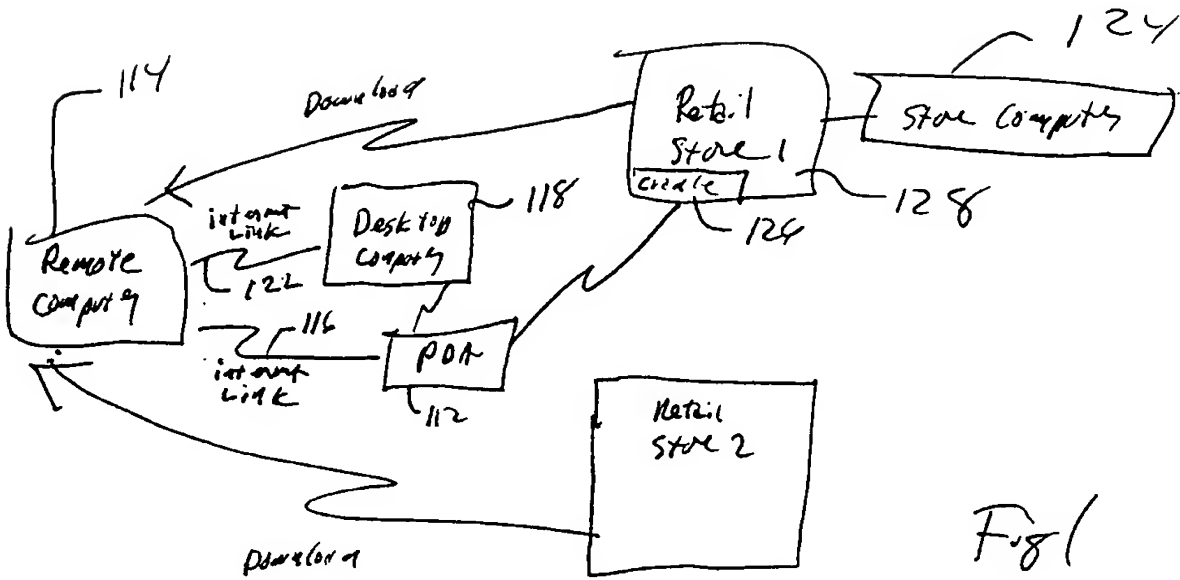 114
Download
Retail
Store 1
cradle
124
Store Computer
128
124
internet
Link
122
Desktop
Computer
118
Remote
Computer
116
internet
Link
PDA
112
Retail
Store 2
Download
Fig 1